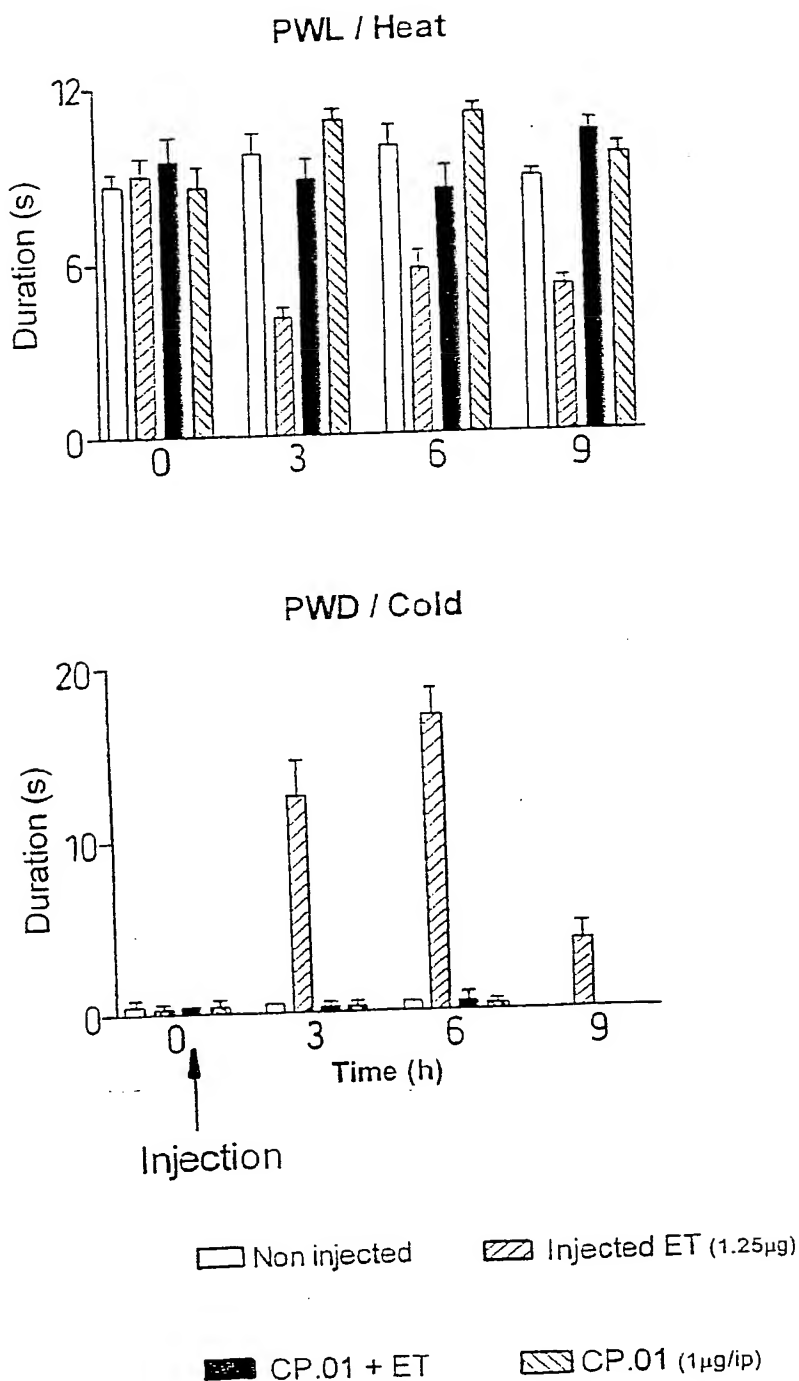 PWL / Heat
12
6
0
Duration (s)
0 3 6 9
PWD / Cold
20
10
0
Duration (s)
0 3 6 9
Time (h)
Injection
Non injected Injected ET (1.25µg)
CP.01 + ET CP.01 (1µg/ip)